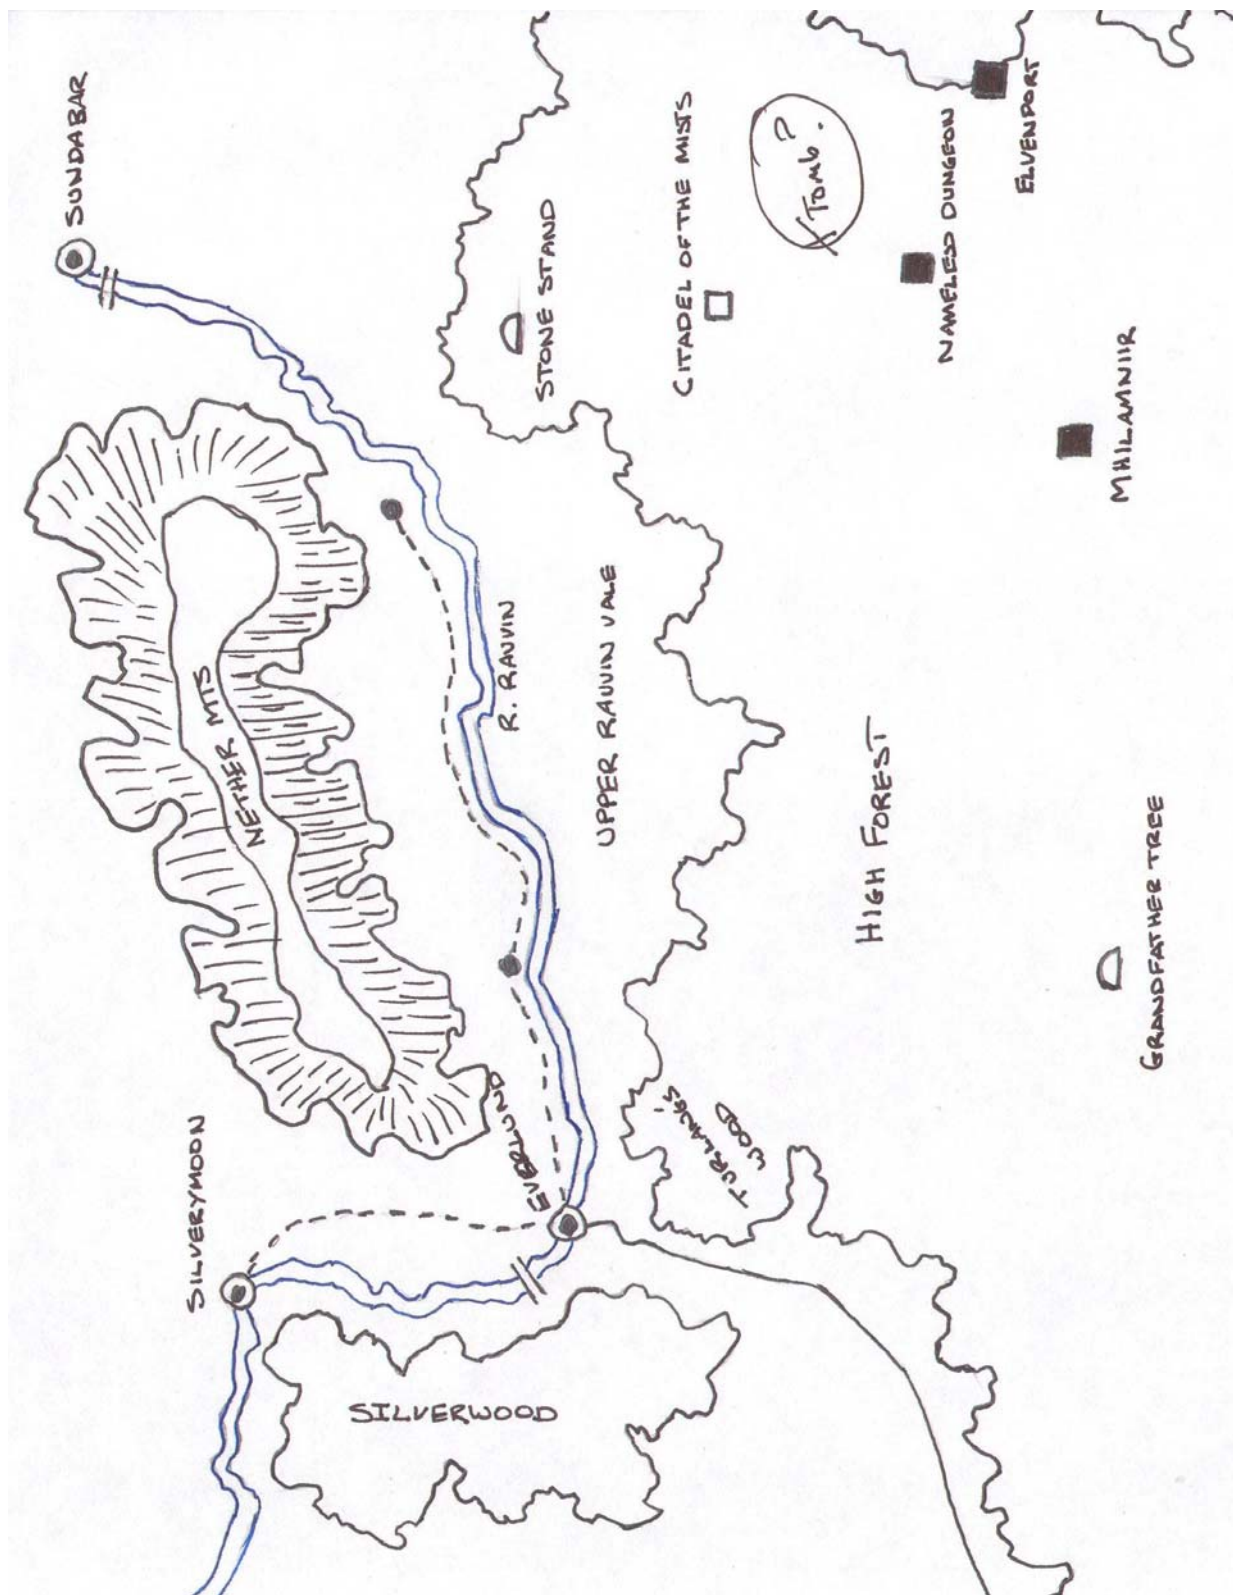 SUNDABAR
SILVERYMOON
NETHER MTS
EVERLUND
SILVERWOOD
R. RAUVIN
STONE STAND
UPPER RAUVIN VALE
TURLANG'S
WOOD
CITADEL OF THE MISTS
X Tomb?
HIGH FOREST
NAMELESS DUNGEON
ELVENPORT
MHILAMNIIR
GRANDFATHER TREE